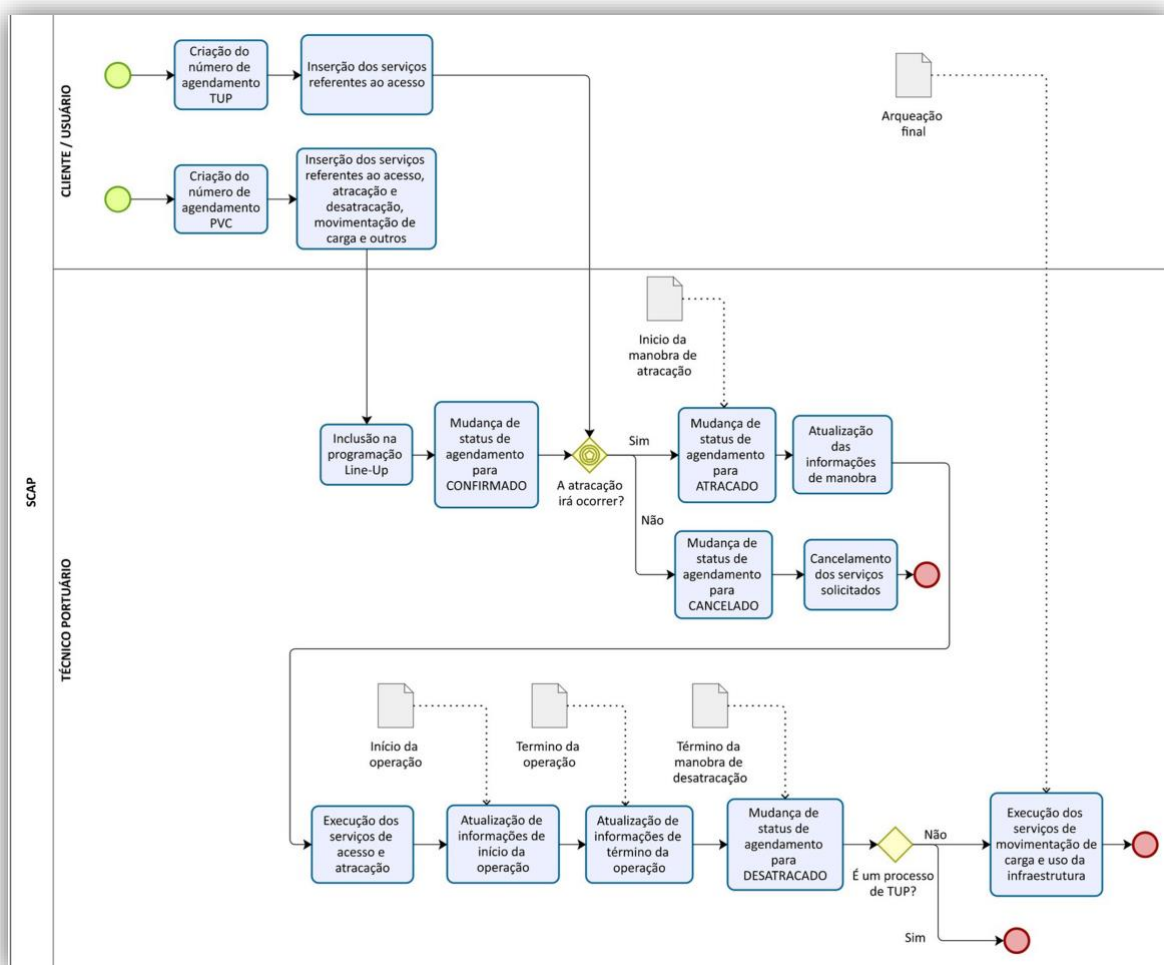 SCAP
CLIENTE / USUÁRIO
Criação do
número de
agendamento
TUP
Inserção dos serviços
referentes ao acesso
Arqueação
final
Criação do
número de
agendamento
PVC
Inserção dos serviços
referentes ao acesso,
atracação e
desatracação,
movimentação de
carga e outros
TÉCNICO PORTUÁRIO
Inicio da
manobra de
atracação
Inclusão na
programação
Line-Up
Mudança de
status de
agendamento
para
CONFIRMADO
A atracação
irá ocorrer?
Sim
Mudança de
status de
agendamento
para
ATRACADO
Atualização
das
informações
de manobra
Não
Mudança de
status de
agendamento
para
CANCELADO
Cancelamento
dos serviços
solicitados
Início da
operação
Termino da
operação
Término da
manobra de
desatracação
Execução dos
serviços de
acesso e
atracação
Atualização de
informações de
início da
operação
Atualização de
informações de
término da
operação
Mudança de
status de
agendamento
para
DESATRACADO
É um processo
de TUP?
Não
Execução dos
serviços de
movimentação de
carga e uso da
infraestrutura
Sim